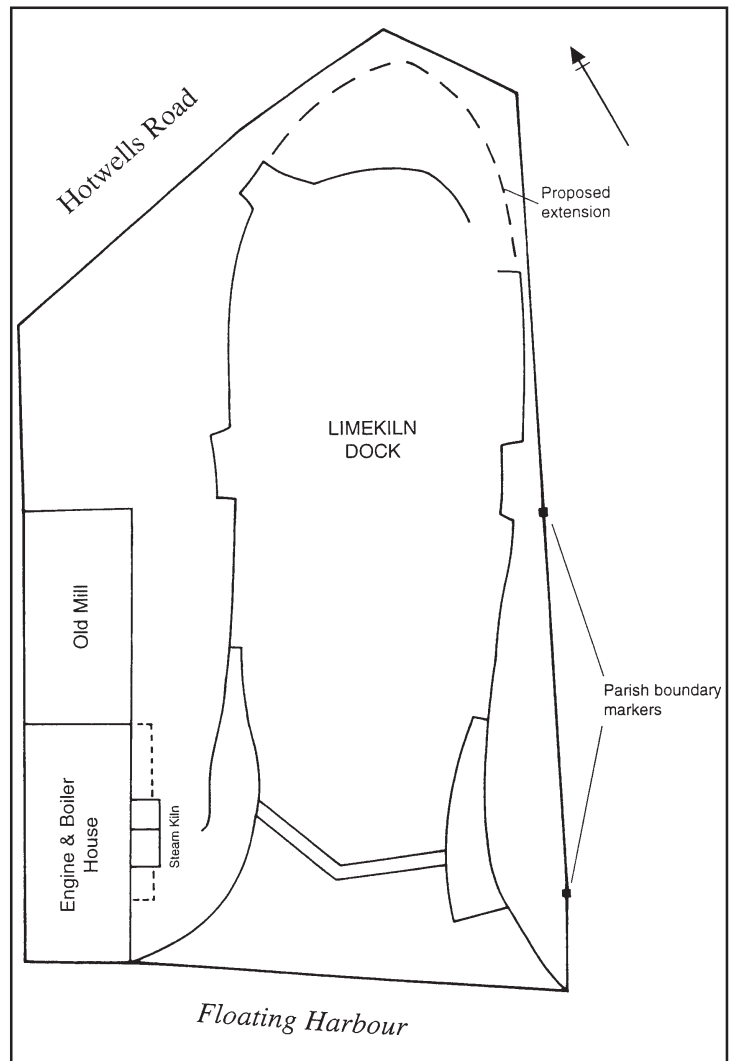 Hotwells Road
Proposed
extension
LIMEKILN
DOCK
Old Mill
Parish boundary
markers
Engine & Boiler
House
Steam Kiln
Floating Harbour